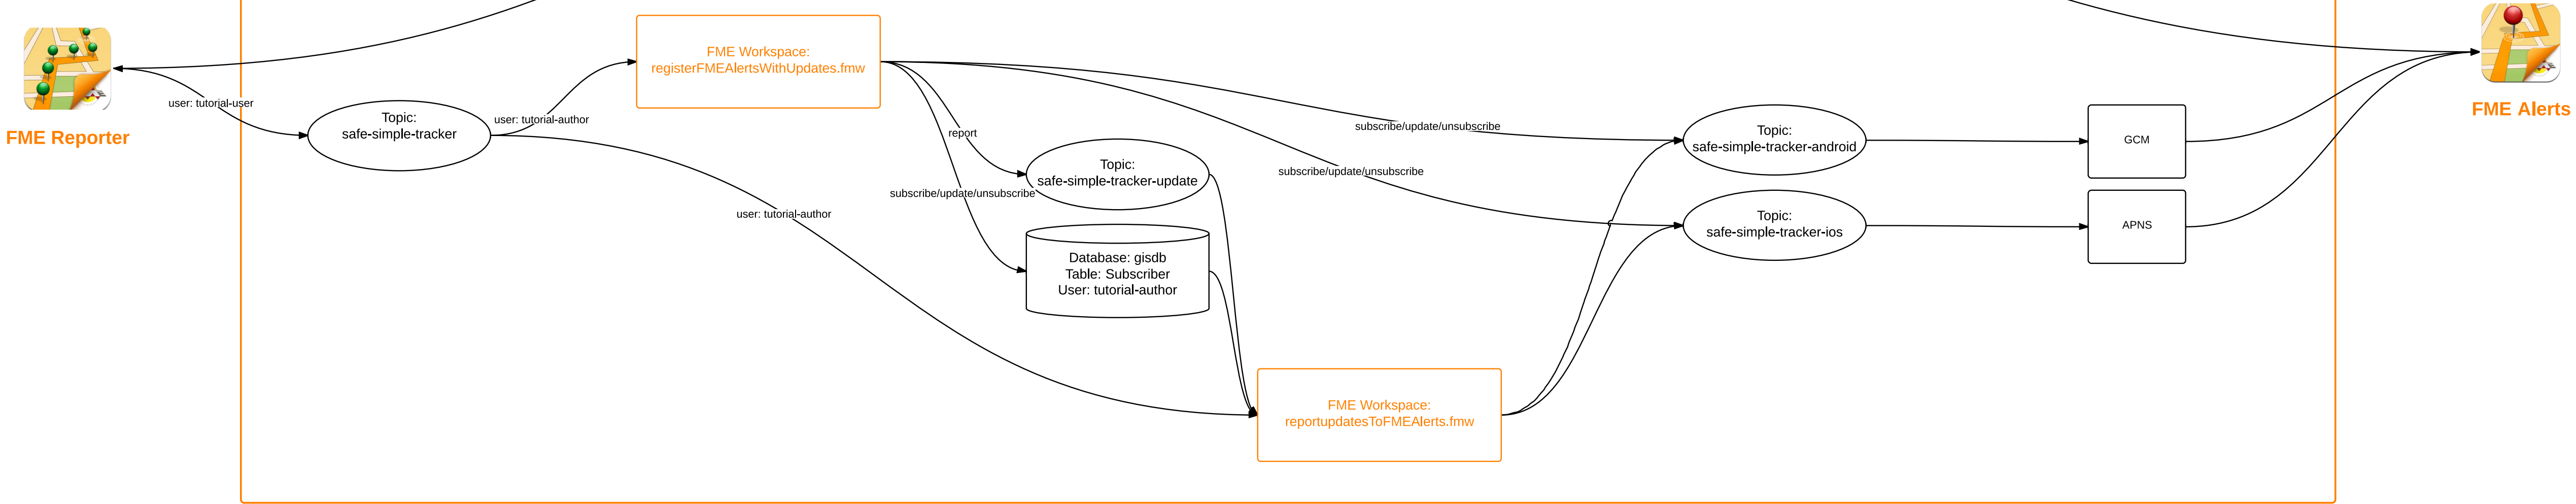 FME Reporter
user: tutorial-user
Topic:
safe-simple-tracker
user: tutorial-author
FME Workspace:
registerFMEAlertsWithUpdates.fmw
user: tutorial-author
report
subscribe/update/unsubscribe
Topic:
safe-simple-tracker-update
Database: gisdb
Table: Subscriber
User: tutorial-author
FME Workspace:
reportupdatesToFMEAlerts.fmw
subscribe/update/unsubscribe
subscribe/update/unsubscribe
Topic:
safe-simple-tracker-android
Topic:
safe-simple-tracker-ios
GCM
APNS
FME Alerts